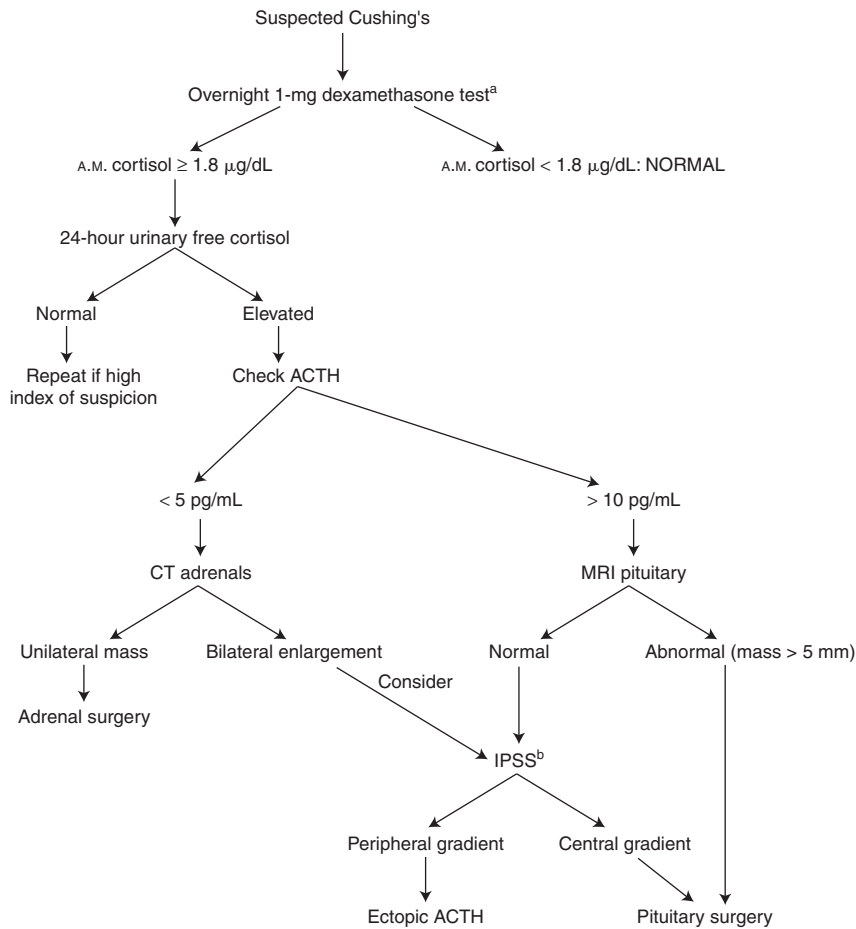 Suspected Cushing's
Overnight 1-mg dexamethasone testᵃ
A.M. cortisol ≥ 1.8 μg/dL
A.M. cortisol < 1.8 μg/dL: NORMAL
24-hour urinary free cortisol
Normal
Elevated
Repeat if high
index of suspicion
Check ACTH
< 5 pg/mL
> 10 pg/mL
CT adrenals
MRI pituitary
Unilateral mass
Bilateral enlargement
Normal
Abnormal (mass > 5 mm)
Consider
Adrenal surgery
IPSSᵇ
Peripheral gradient
Central gradient
Ectopic ACTH
Pituitary surgery